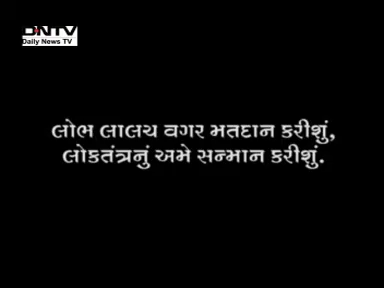 DNTV
Daily News TV
લોભ લાલચ વગર મતદાન કરીશું,
લોકતંત્રનું અમે સન્માન કરીશું.